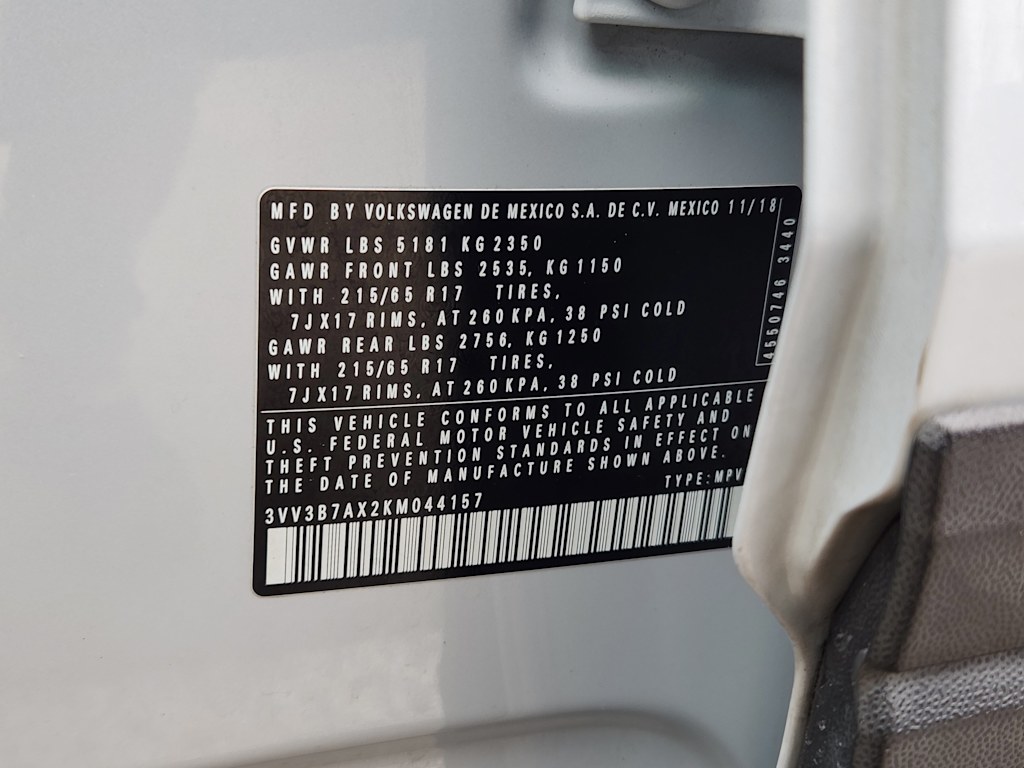 MFD BY VOLKSWAGEN DE MEXICO S.A. DE C.V. MEXICO 11/18
GVWR LBS 5181 KG 2350
GAWR FRONT LBS 2535, KG 1150
WITH 215/65 R17 TIRES,
7JX17 RIMS, AT 260 KPA, 38 PSI COLD
GAWR REAR LBS 2756, KG 1250
WITH 215/65 R17 TIRES,
7JX17 RIMS, AT 260 KPA, 38 PSI COLD
4550746 3440
THIS VEHICLE CONFORMS TO ALL APPLICABLE
U.S. FEDERAL MOTOR VEHICLE SAFETY AND
THEFT PREVENTION STANDARDS IN EFFECT ON
THE DATE OF MANUFACTURE SHOWN ABOVE.
TYPE: MPV
3VV3B7AX2KM044157